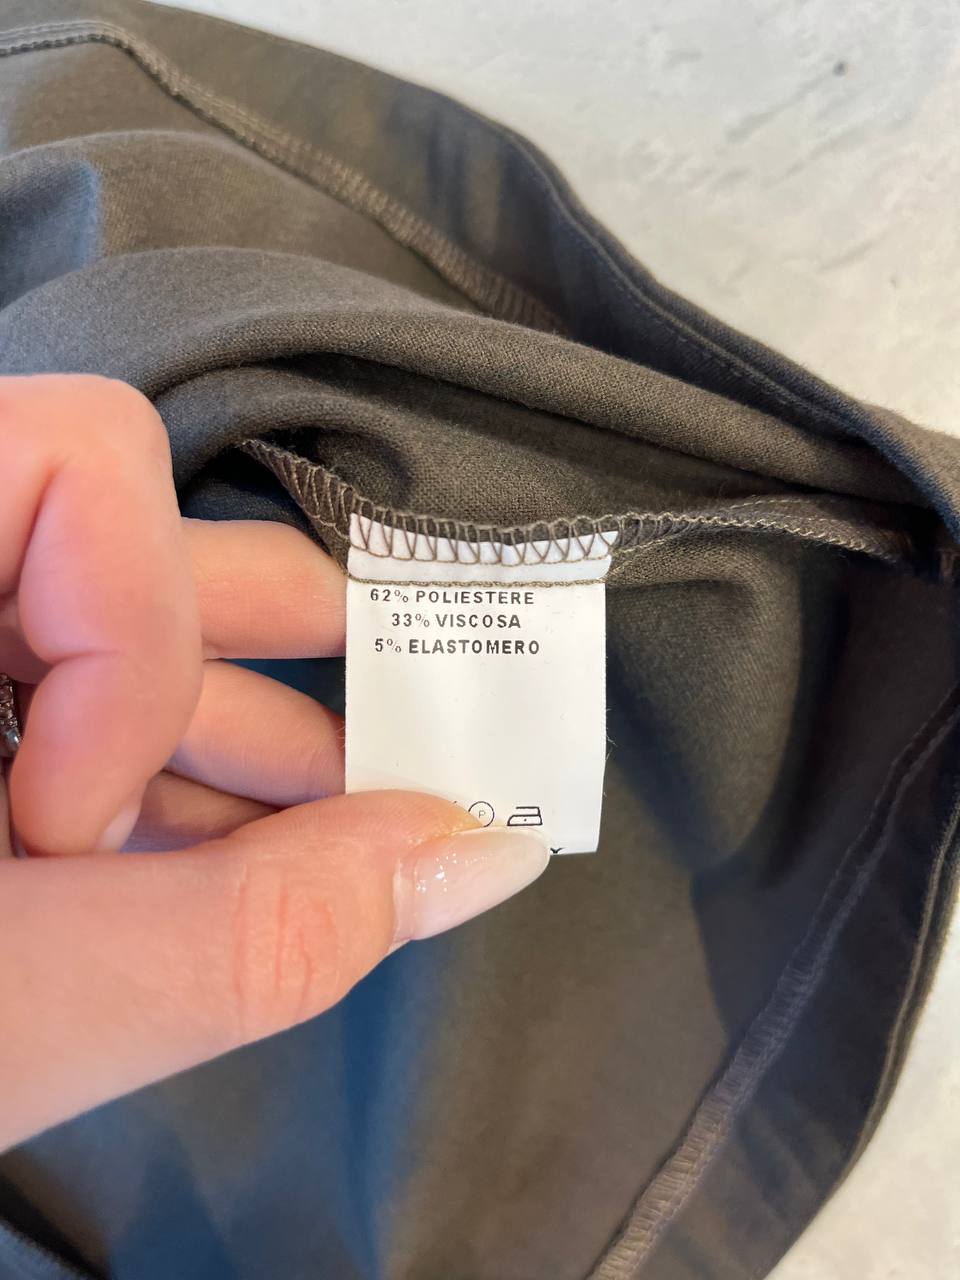 62% POLIESTERE
33% VISCOSA
5% ELASTOMERO
P